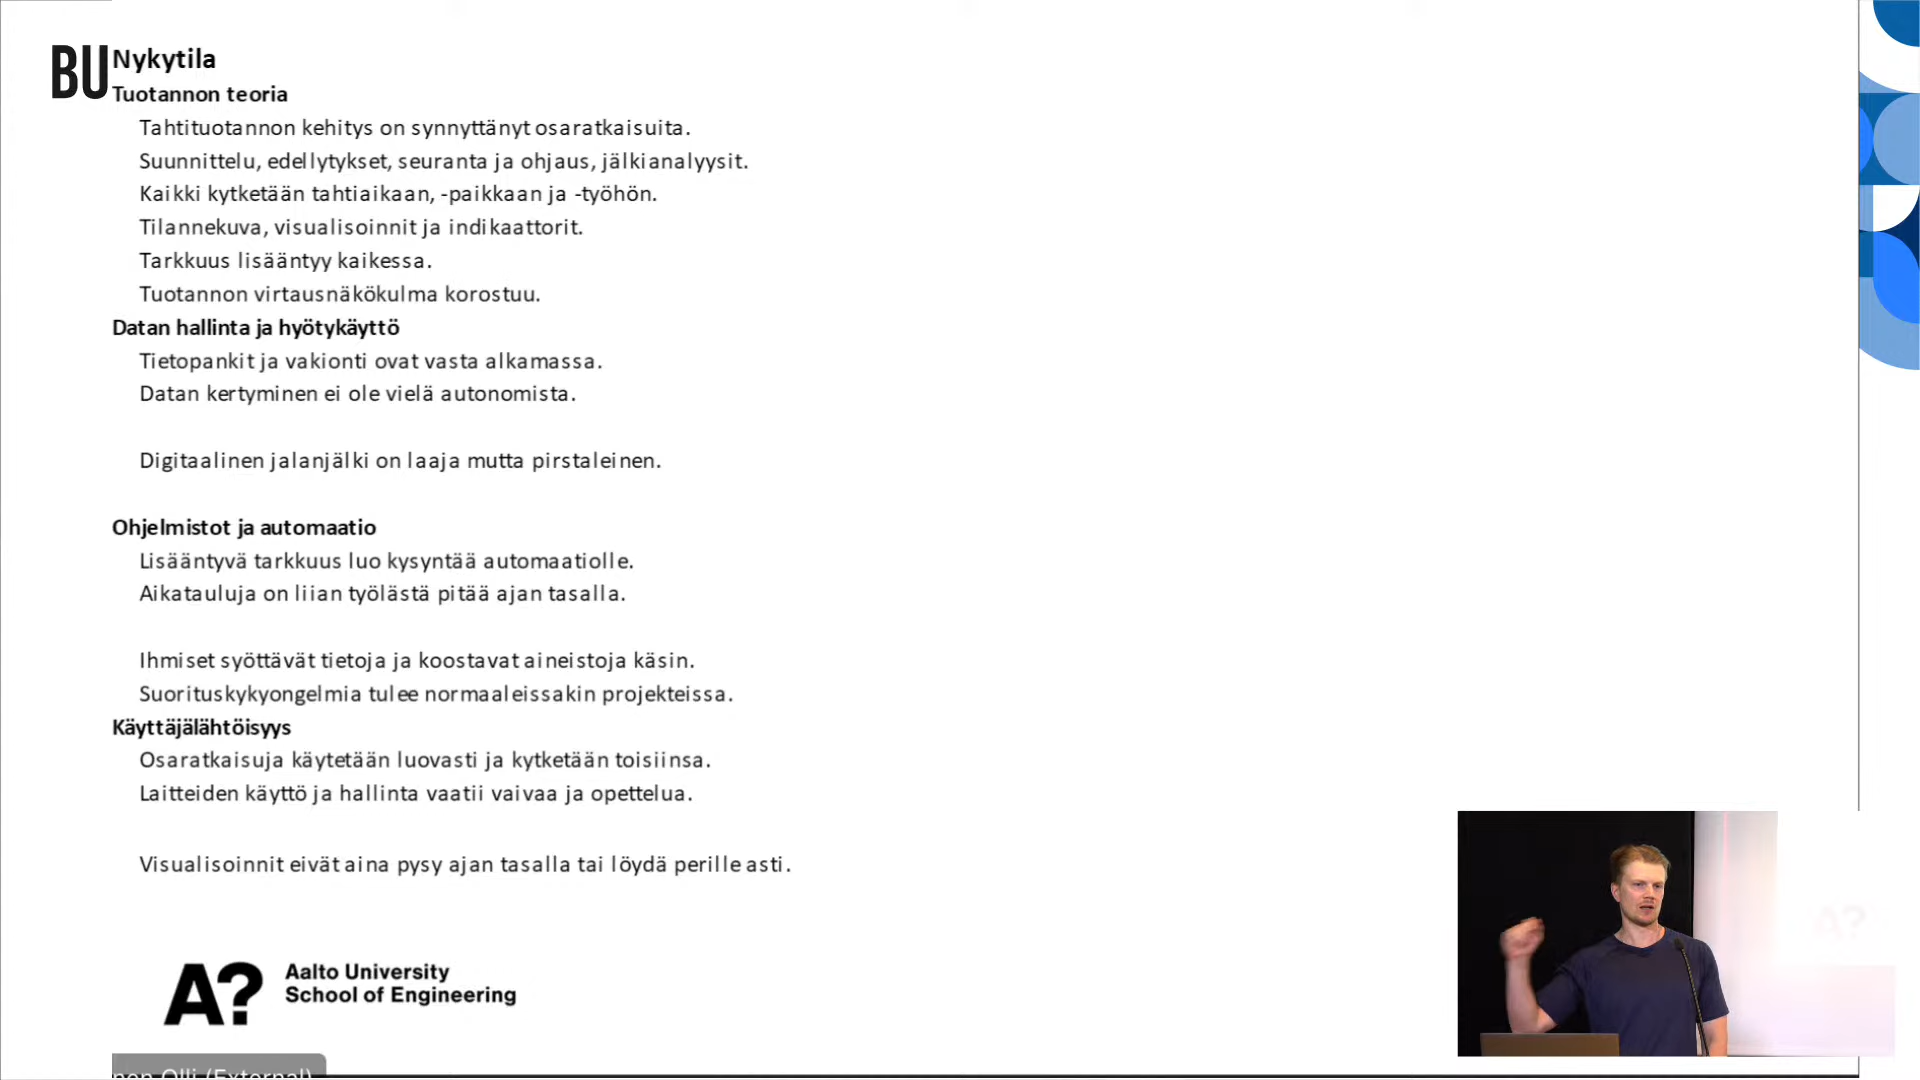 BU
Nykytila
Tuotannon teoria
Tahtituotannon kehitys on synnyttänyt osaratkaisuita.
Suunnittelu, edellytykset, seuranta ja ohjaus, jälkianalyysit.
Kaikki kytketään tahtiaikaan, -paikkaan ja -työhön.
Tilannekuva, visualisoinnit ja indikaattorit.
Tarkkuus lisääntyy kaikessa.
Tuotannon virtausnäkökulma korostuu.
Datan hallinta ja hyötykäyttö
Tietopankit ja vakionti ovat vasta alkamassa.
Datan kertyminen ei ole vielä autonomista.
Digitaalinen jalanjälki on laaja mutta pirstaleinen.
Ohjelmistot ja automaatio
Lisääntyvä tarkkuus luo kysyntää automaatiolle.
Aikatauluja on liian työlästä pitää ajan tasalla.
Ihmiset syöttävät tietoja ja koostavat aineistoja käsin.
Suorituskykyongelmia tulee normaaleissakin projekteissa.
Käyttäjälähtöisyys
Osaratkaisuja käytetään luovasti ja kytketään toisiinsa.
Laitteiden käyttö ja hallinta vaatii vaivaa ja opettelua.
Visualisoinnit eivät aina pysy ajan tasalla tai löydä perille asti.
A?
A? Aalto University
School of Engineering
nen Olli (External)